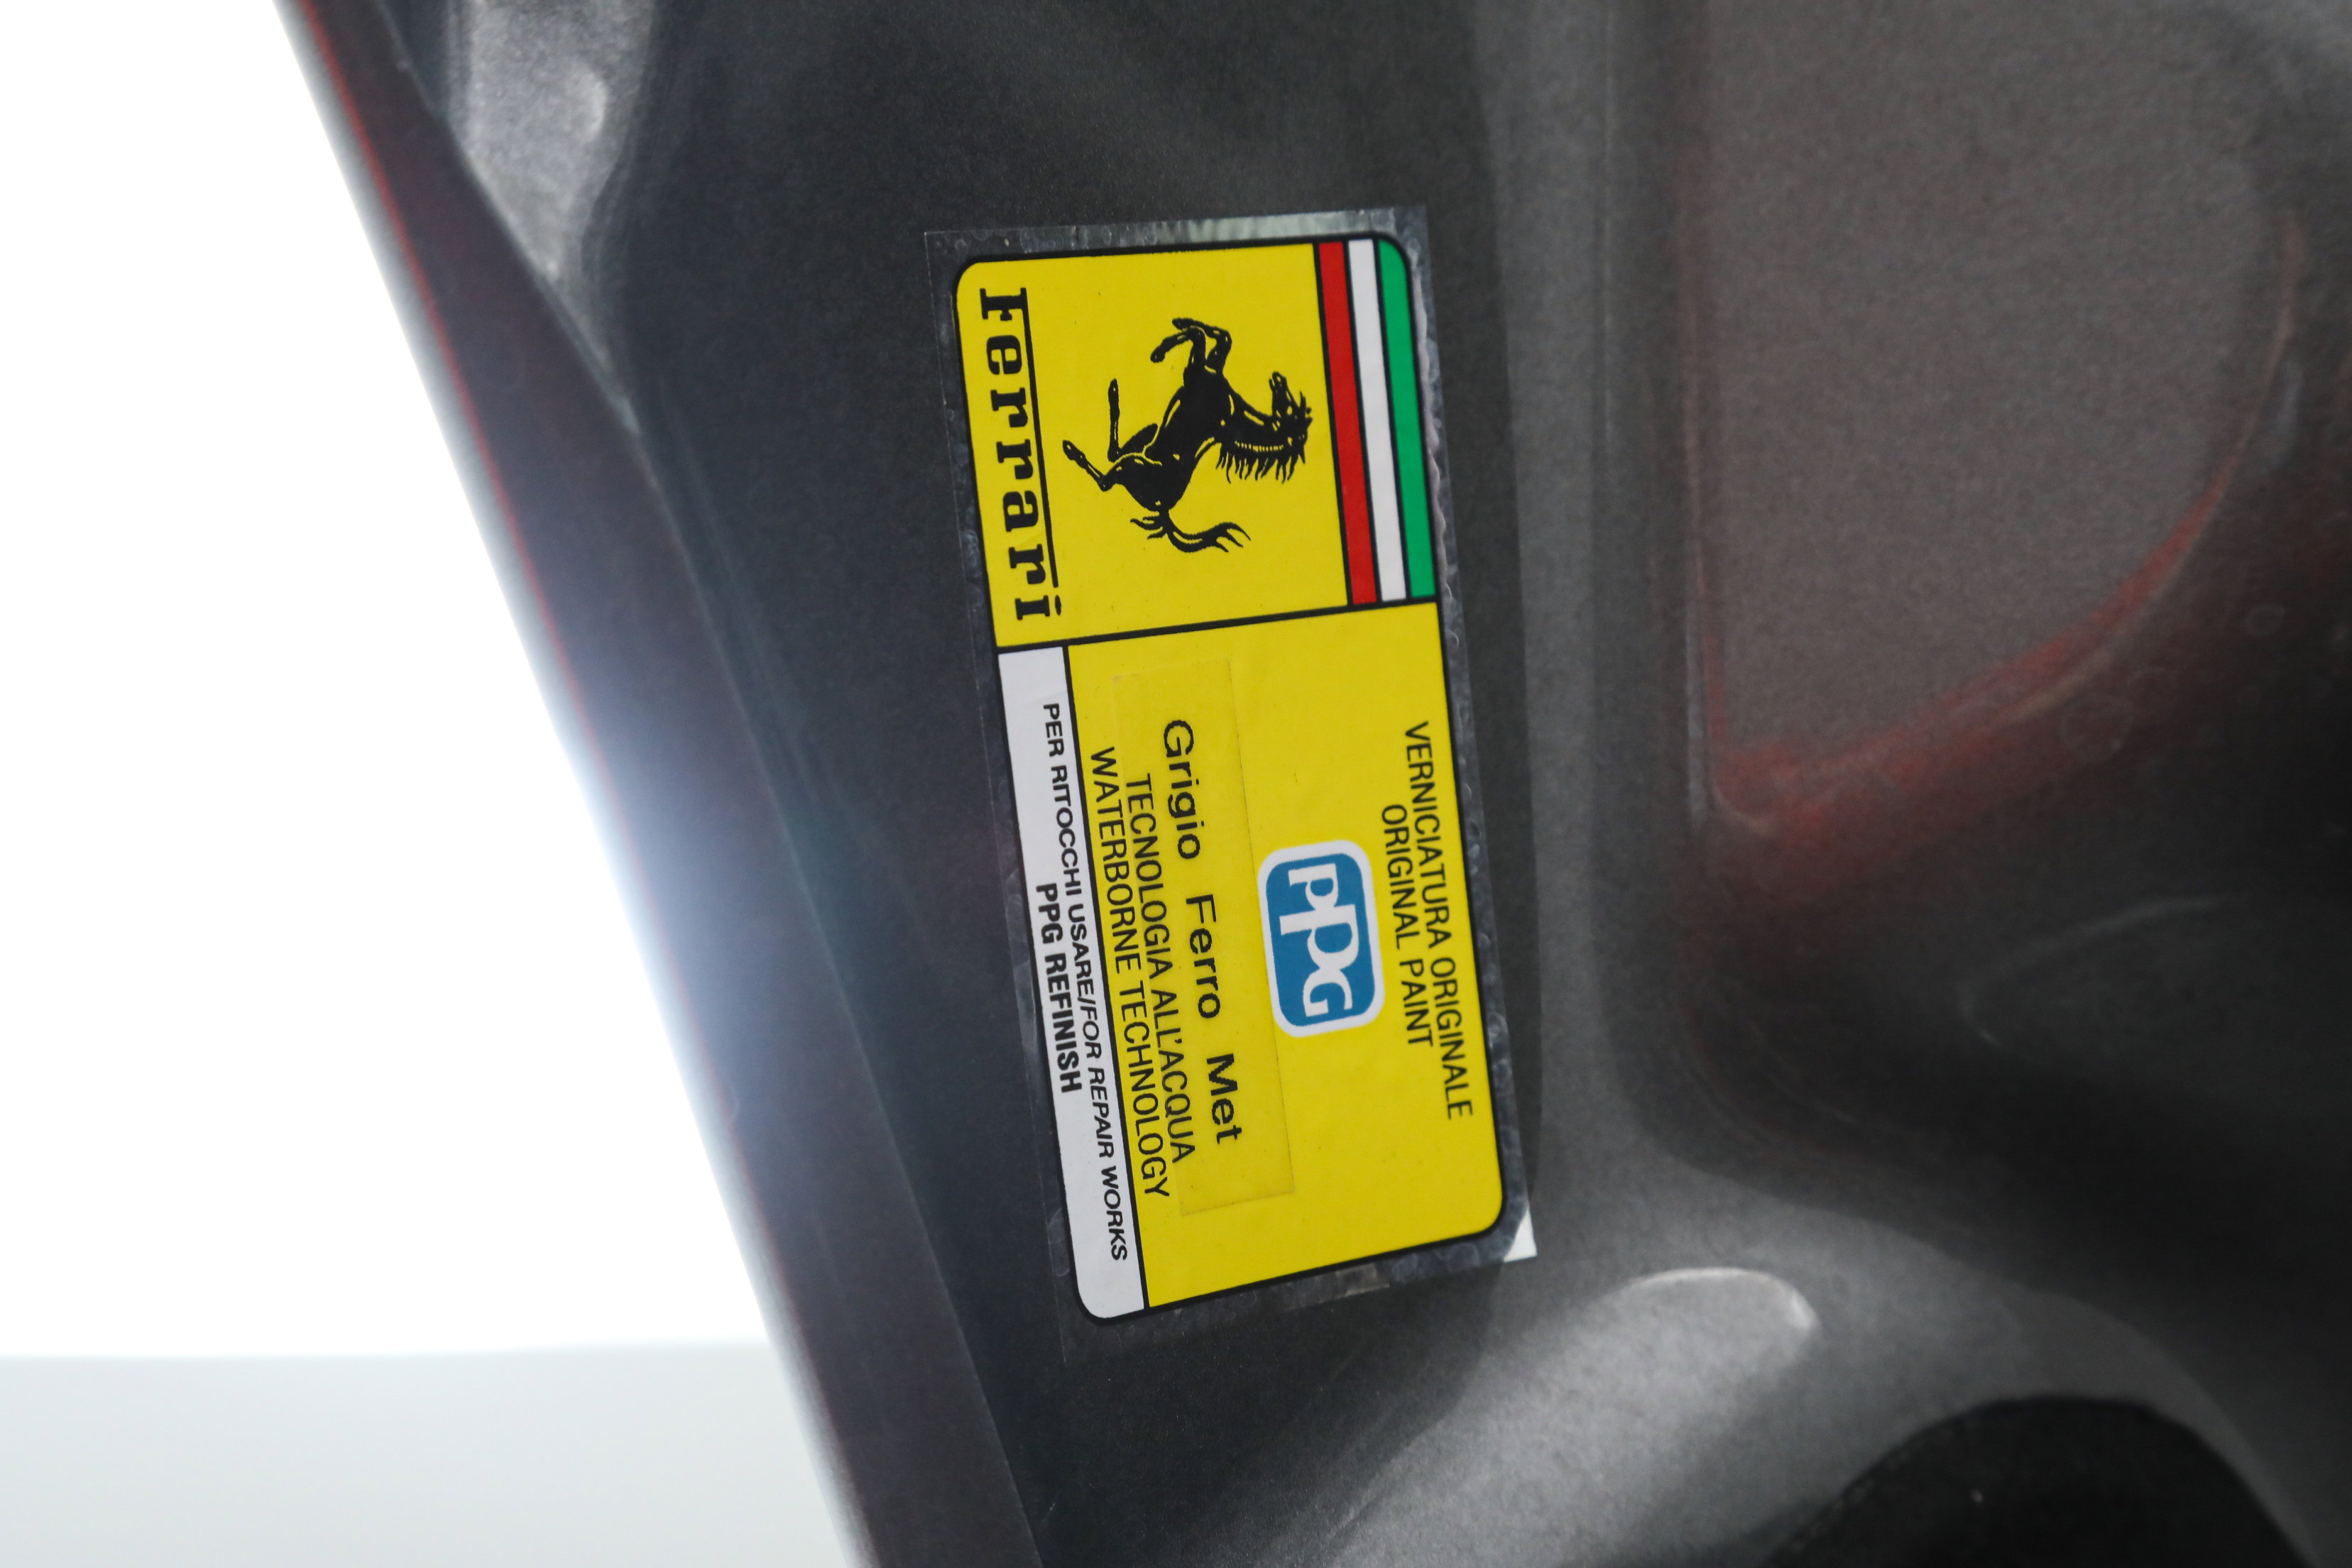 Ferrari
VERNICIATURA ORIGINALE
ORIGINAL PAINT
PPG
Grigio Ferro Met
TECNOLOGIA ALL'ACQUA
WATERBORNE TECHNOLOGY
PER RITOCCHI USARE/FOR REPAIR WORKS
PPG REFINISH